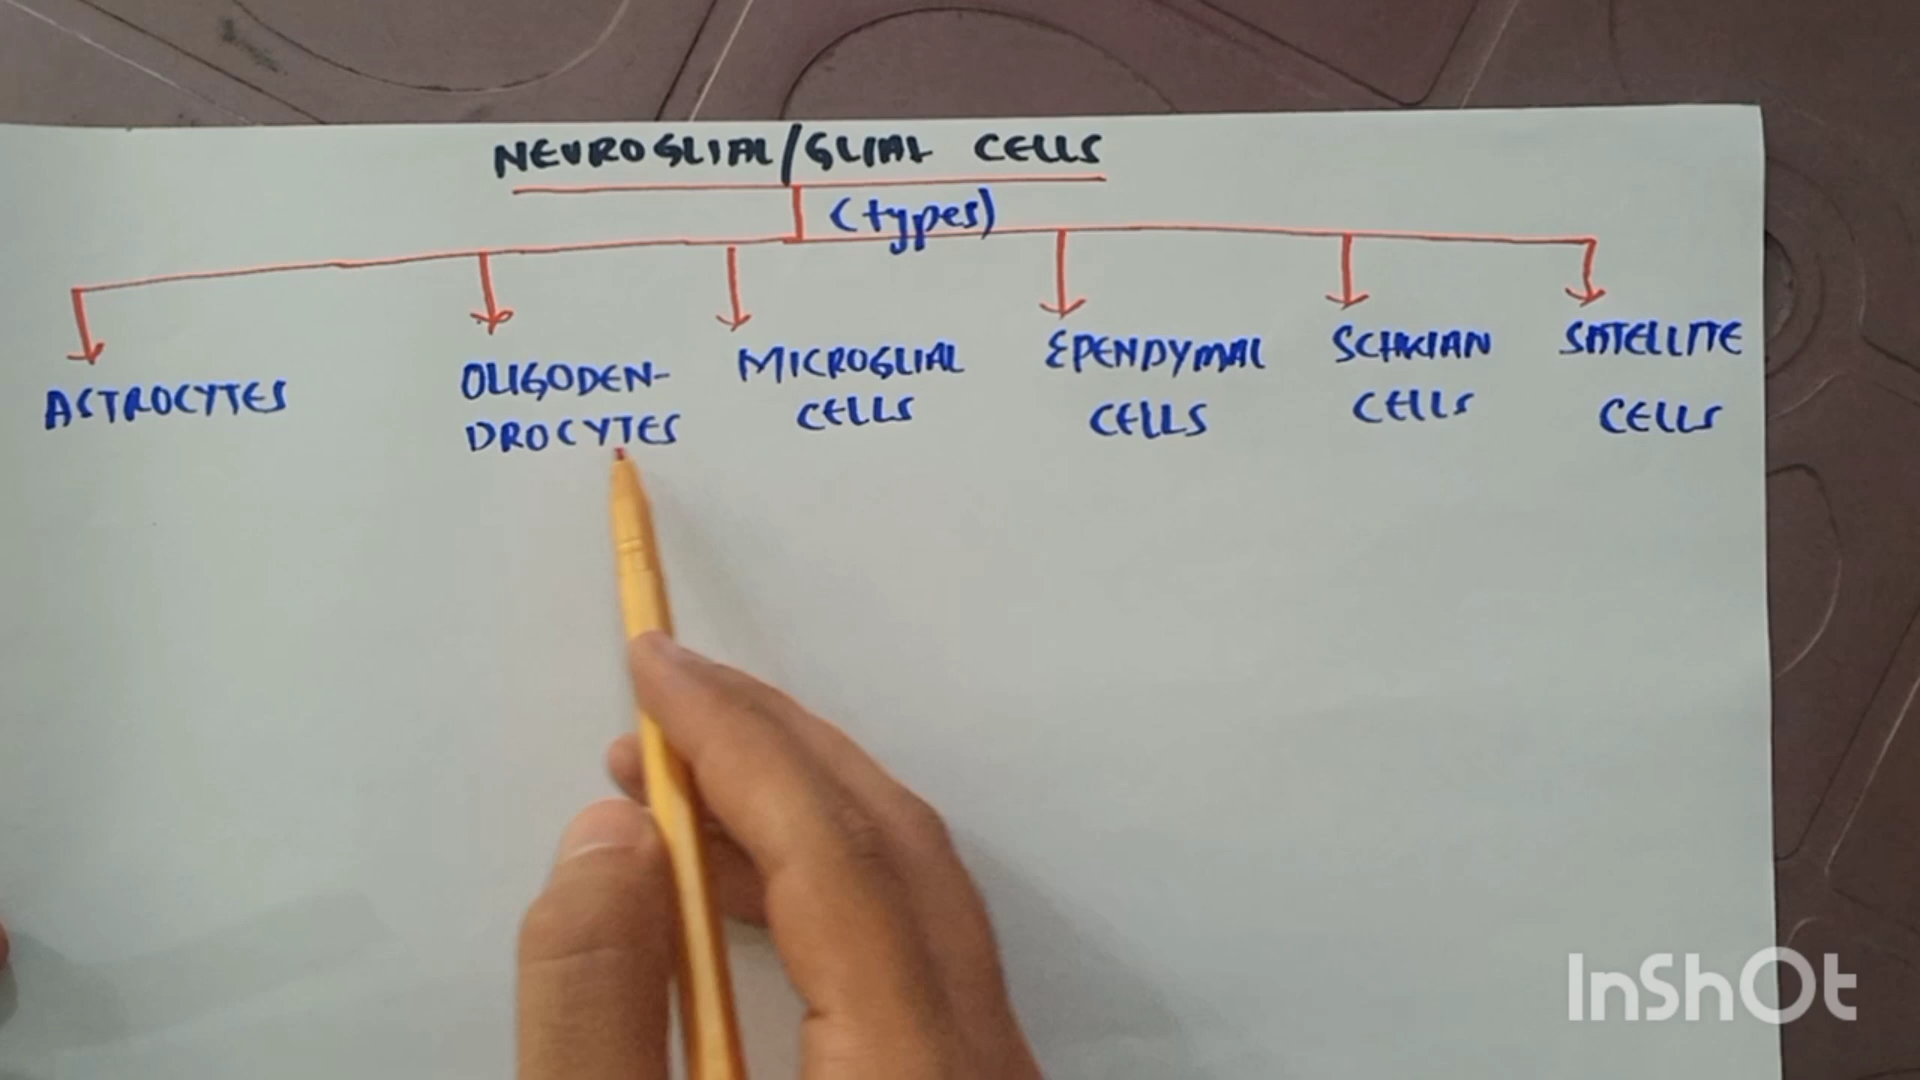 NEUROGLIAL/GLIAL CELLS
(types)
ASTROCYTES
OLIGODEN-
DROCYTES
MICROGLIAL
CELLS
EPENDYMAL
CELLS
SCHWAN
CELLS
SATELLITE
CELLS
InShOt